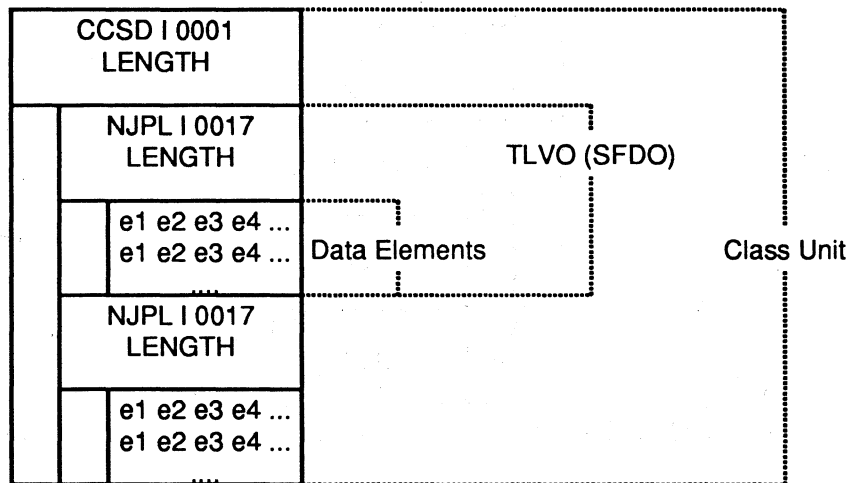 CCSD I 0001
LENGTH
NJPL I 0017
LENGTH
TLVO (SFDO)
e1 e2 e3 e4 ...
e1 e2 e3 e4 ...
....
Data Elements
Class Unit
NJPL I 0017
LENGTH
e1 e2 e3 e4 ...
e1 e2 e3 e4 ...
....